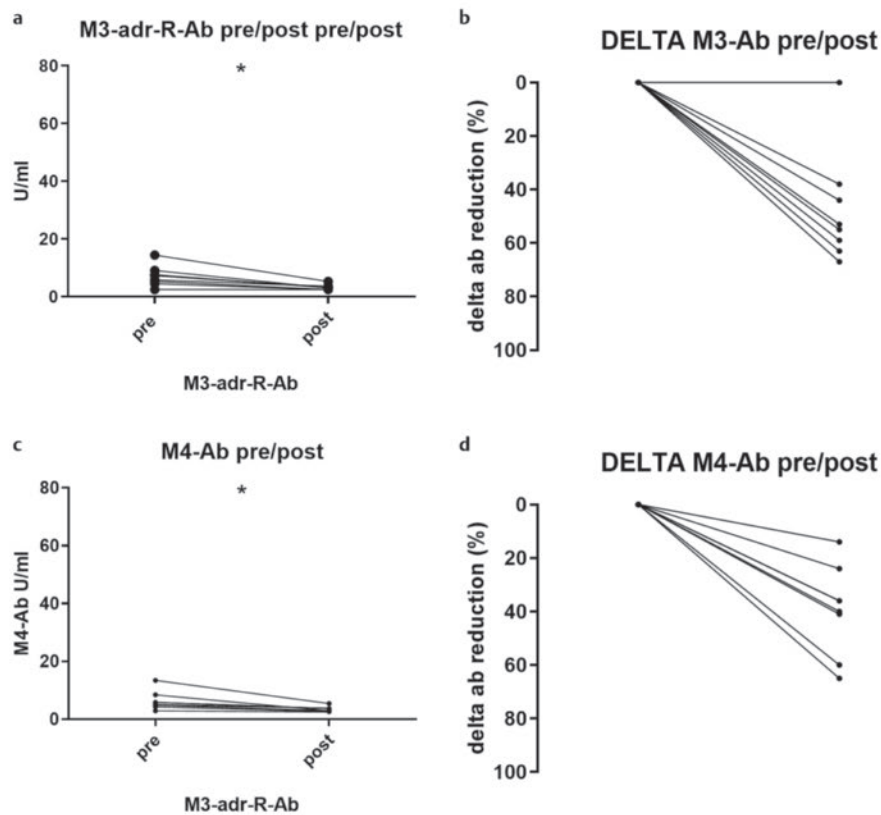 a
M3-adr-R-Ab pre/post pre/post
*
80
60
40
20
0
U/ml
pre
post
M3-adr-R-Ab
b
DELTA M3-Ab pre/post
0
20
40
60
80
100
delta ab reduction (%)
c
M4-Ab pre/post
*
80
60
40
20
0
M4-Ab U/ml
pre
post
M3-adr-R-Ab
d
DELTA M4-Ab pre/post
0
20
40
60
80
100
delta ab reduction (%)